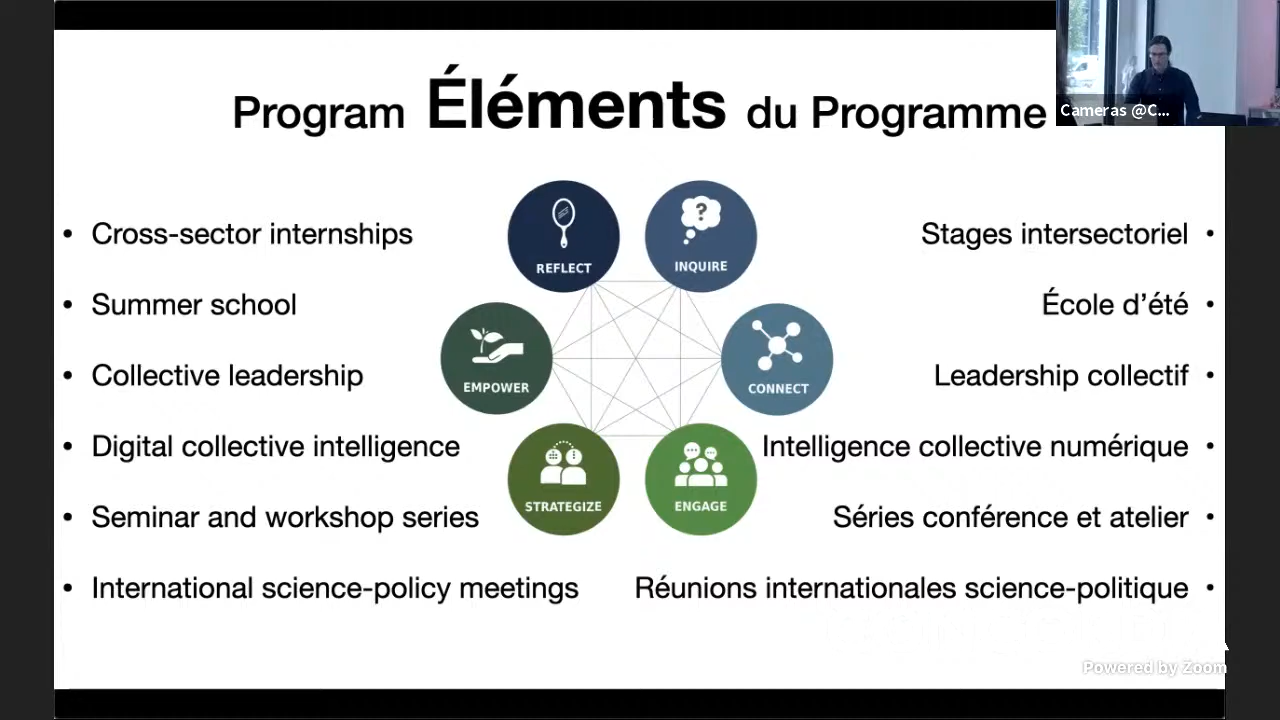 Program Éléments du Programme
Cameras @C...
• Cross-sector internships
• Summer school
• Collective leadership
• Digital collective intelligence
• Seminar and workshop series
• International science-policy meetings
REFLECT
INQUIRE
EMPOWER
CONNECT
STRATEGIZE
ENGAGE
Stages intersectoriel •
École d’été •
Leadership collectif •
Intelligence collective numérique •
Séries conférence et atelier •
Réunions internationales science-politique •
Powered by Zoom